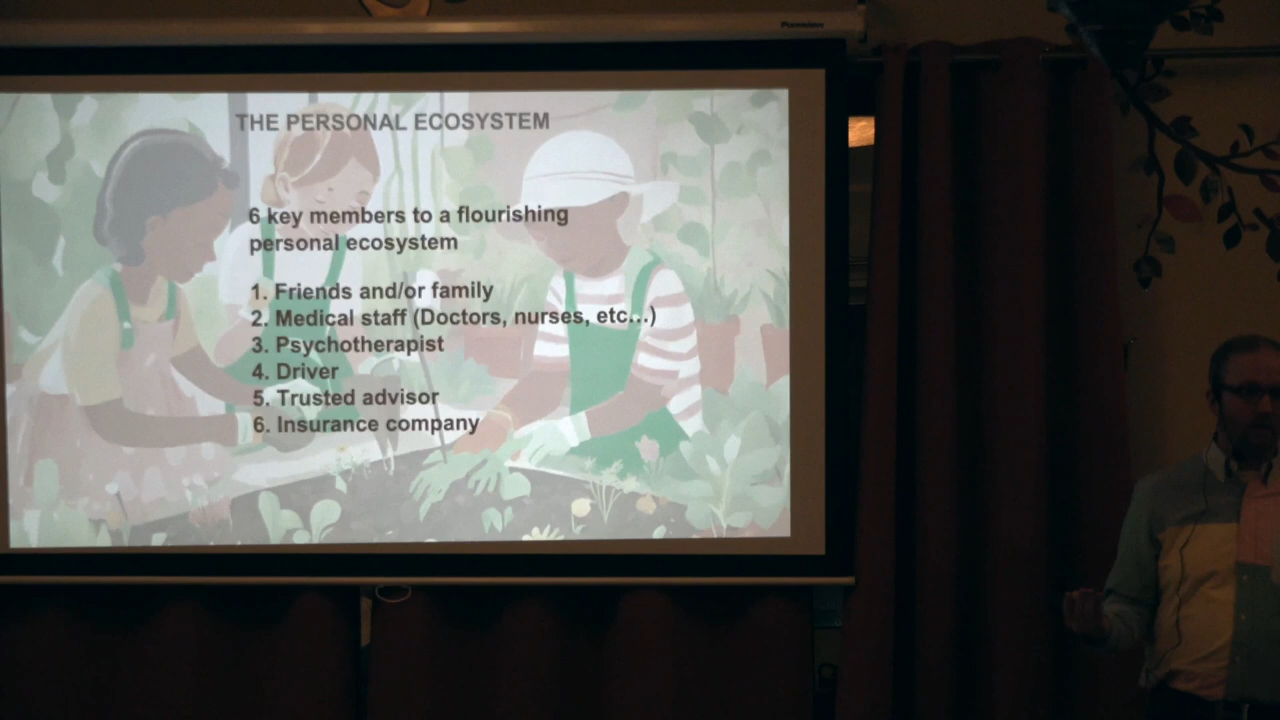 THE PERSONAL ECOSYSTEM
6 key members to a flourishing
personal ecosystem
1. Friends and/or family
2. Medical staff (Doctors, nurses, etc...)
3. Psychotherapist
4. Driver
5. Trusted advisor
6. Insurance company